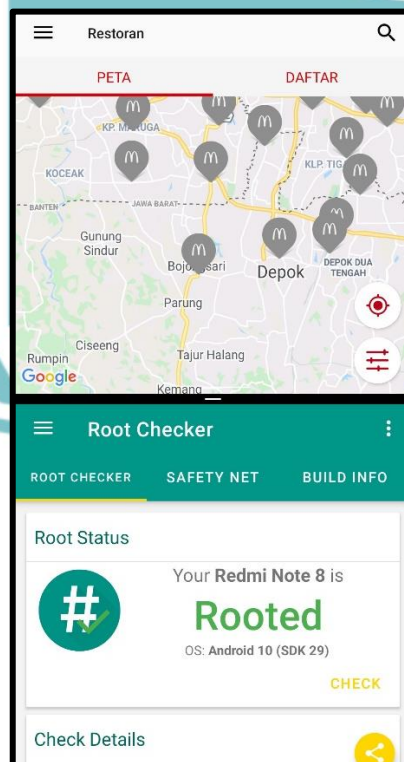 Restoran
PETA
DAFTAR
KP. MARUGA
KOCEAK
KLP. TIGA
BANTEN
JAWA BARAT
Gunung
Sindur
Bojongsari
Depok
DEPOK DUA
TENGAH
Parung
Ciseeng
Rumpin
Tajur Halang
Google
Kemang
Root Checker
ROOT CHECKER
SAFETY NET
BUILD INFO
Root Status
Your Redmi Note 8 is
Rooted
OS: Android 10 (SDK 29)
CHECK
Check Details